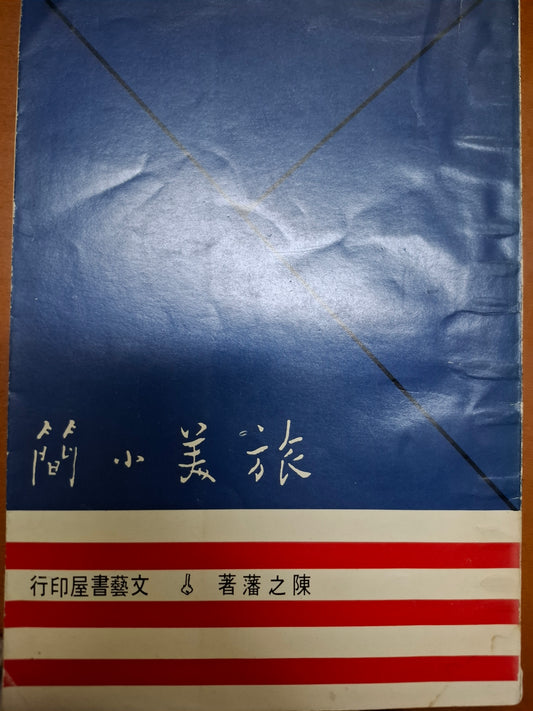 旅美小簡
陳之藩著 文藝書屋印行